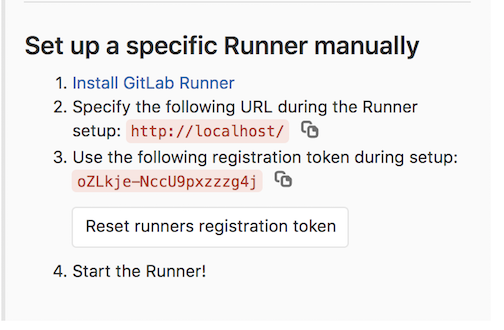 Set up a specific Runner manually
1. Install GitLab Runner
2. Specify the following URL during the Runner
setup: http://localhost/
3. Use the following registration token during setup:
oZLkje-NccU9pxzzzg4j
Reset runners registration token
4. Start the Runner!